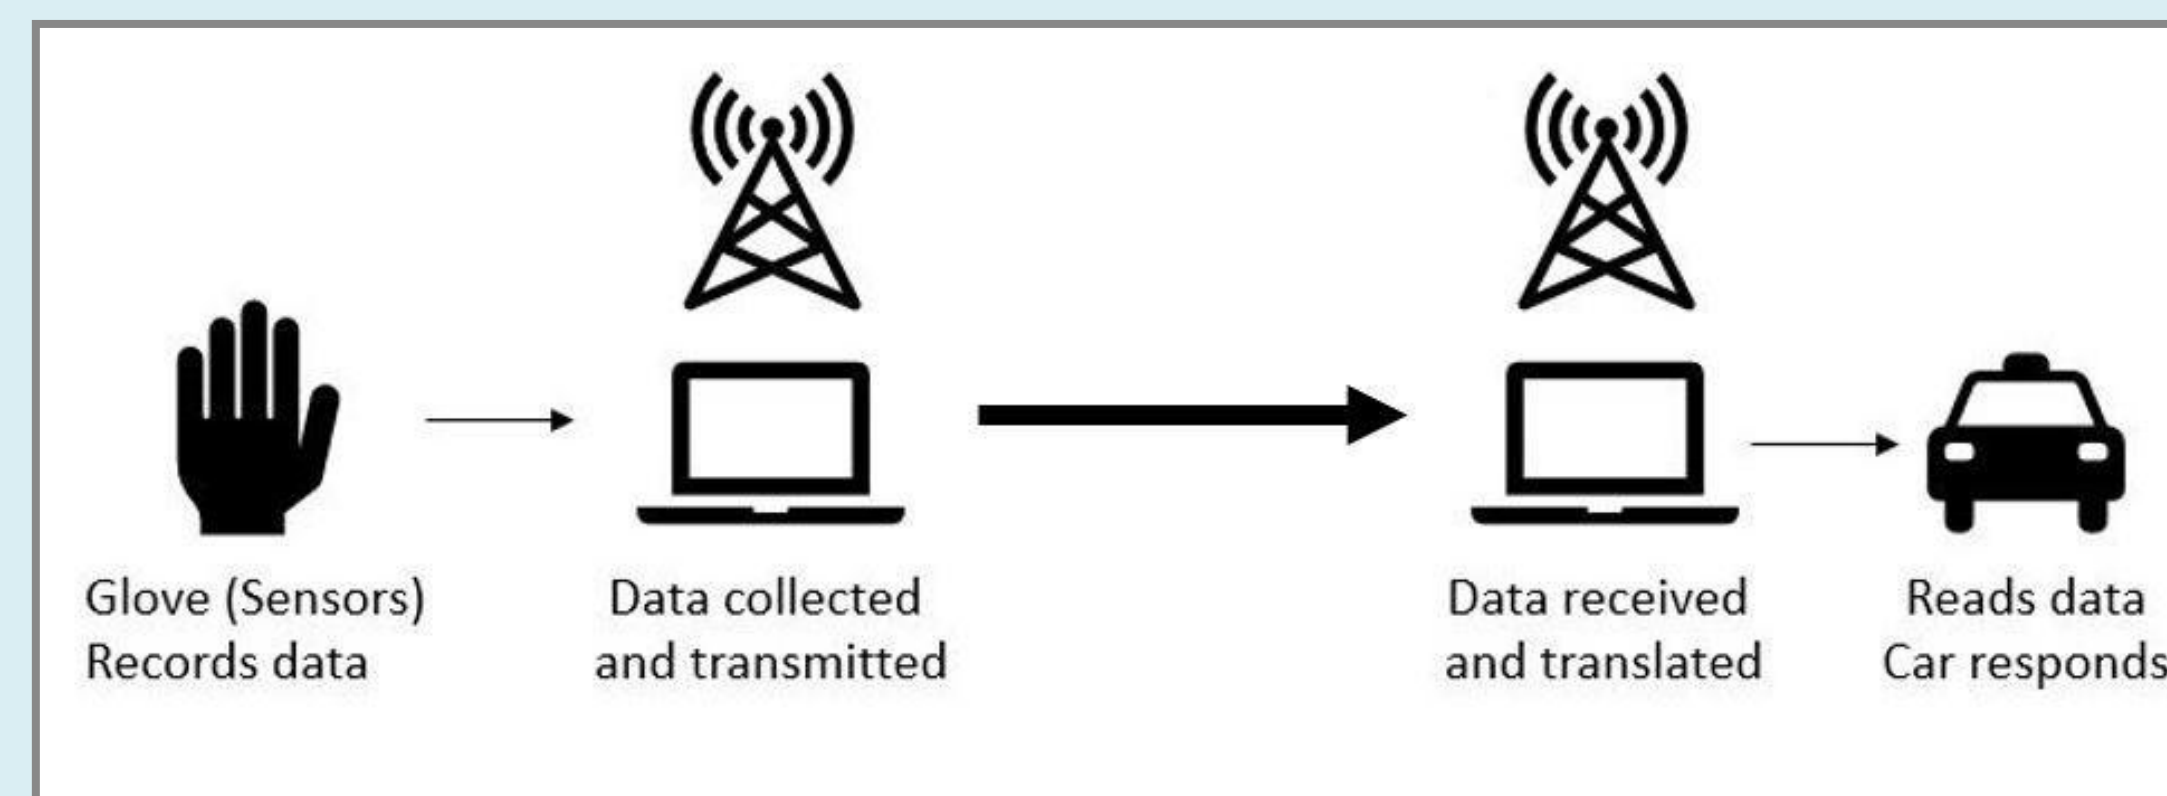 Glove (Sensors)
Records data
Data collected
and transmitted
Data received
and translated
Reads data
Car responds